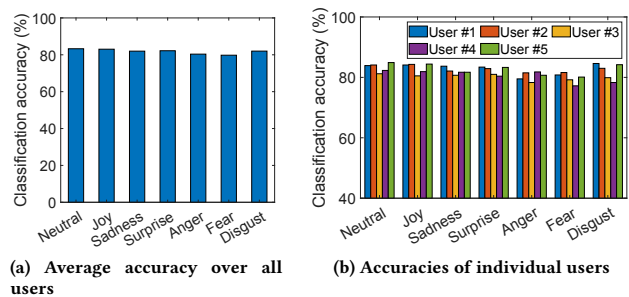 Classification accuracy (%)
100
80
60
40
20
0
Neutral
Joy
Sadness
Surprise
Anger
Fear
Disgust
(a) Average accuracy over all
users
Classification accuracy (%)
100
80
60
40
User #1 User #2 User #3
User #4 User #5
Neutral
Joy
Sadness
Surprise
Anger
Fear
Disgust
(b) Accuracies of individual users